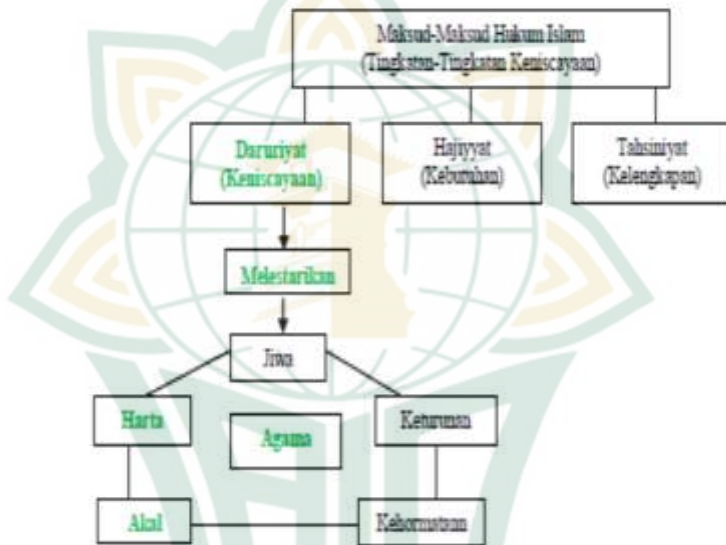 Maksud-Maksud Hukum Islam
(Tingkatan-Tingkatan Keniscayaan)
Daruriyat
(Keniscayaan)
Hajiyyat
(Kebutuhan)
Tahsiniyat
(Kelengkapan)
Melestarikan
Jiwa
Harta
Agama
Keturunan
Akal
Kehormatan